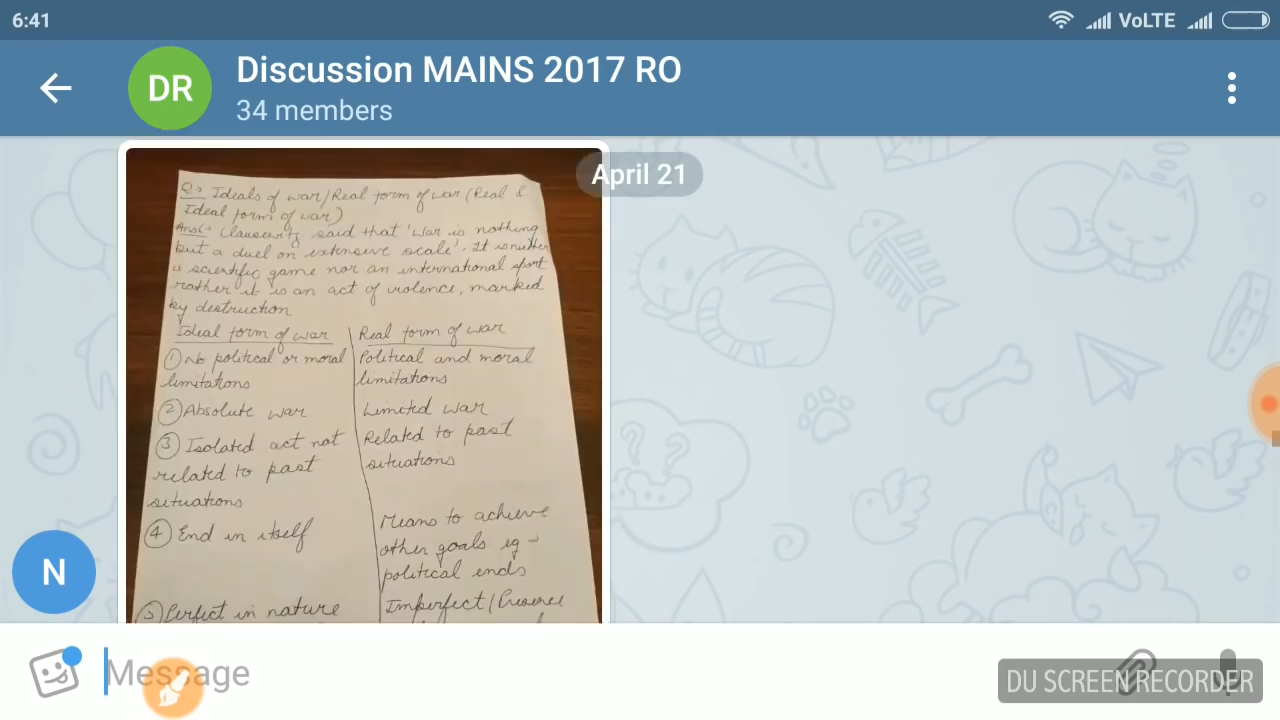 6:41
VoLTE
DR
Discussion MAINS 2017 RO
34 members
April 21
Q⇒ Ideals of war/Real form of war (Real &
Ideal form of war)
Ans⇒ Clausewitz said that 'War is nothing
but a duel on extensive scale'. It is neither
a scientific game nor an international sport
rather it is an act of violence, marked
by destruction
Ideal form of war
Real form of war
① No political or moral
limitations
Political and moral
limitations
② Absolute war
Limited war
③ Isolated act not
related to past
situations
Related to past
situations
④ End in itself
Means to achieve
other goals eg -
political ends
⑤ Perfect in nature
Imperfect / Presence
N
Message
DU SCREEN RECORDER